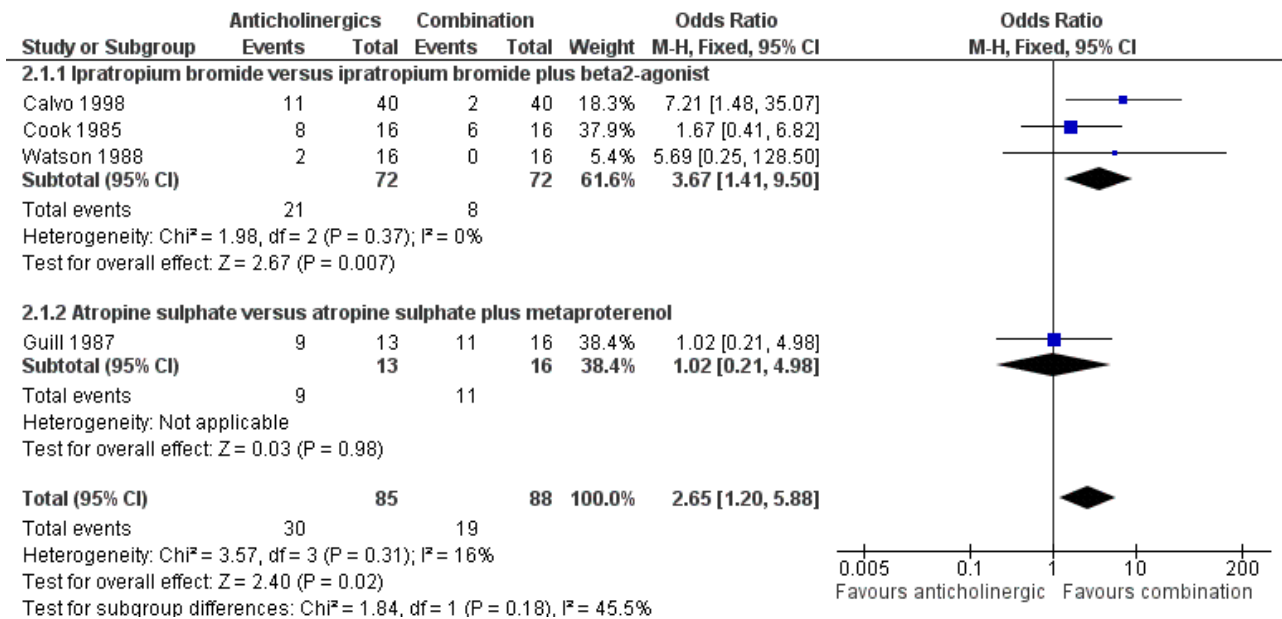 Anticholinergics Combination Odds Ratio Odds Ratio
Study or Subgroup Events Total Events Total Weight M-H, Fixed, 95% CI M-H, Fixed, 95% CI
2.1.1 Ipratropium bromide versus ipratropium bromide plus beta2-agonist
Calvo 1998 11 40 2 40 18.3% 7.21 [1.48, 35.07]
Cook 1985 8 16 6 16 37.9% 1.67 [0.41, 6.82]
Watson 1988 2 16 0 16 5.4% 5.69 [0.25, 128.50]
Subtotal (95% CI) 72 72 61.6% 3.67 [1.41, 9.50]
Total events 21 8
Heterogeneity: Chi² = 1.98, df = 2 (P = 0.37); I² = 0%
Test for overall effect: Z = 2.67 (P = 0.007)
2.1.2 Atropine sulphate versus atropine sulphate plus metaproterenol
Guill 1987 9 13 11 16 38.4% 1.02 [0.21, 4.98]
Subtotal (95% CI) 13 16 38.4% 1.02 [0.21, 4.98]
Total events 9 11
Heterogeneity: Not applicable
Test for overall effect: Z = 0.03 (P = 0.98)
Total (95% CI) 85 88 100.0% 2.65 [1.20, 5.88]
Total events 30 19
Heterogeneity: Chi² = 3.57, df = 3 (P = 0.31); I² = 16%
Test for overall effect: Z = 2.40 (P = 0.02)
Test for subgroup differences: Chi² = 1.84, df = 1 (P = 0.18), I² = 45.5%
0.005 0.1 1 10 200
Favours anticholinergic Favours combination